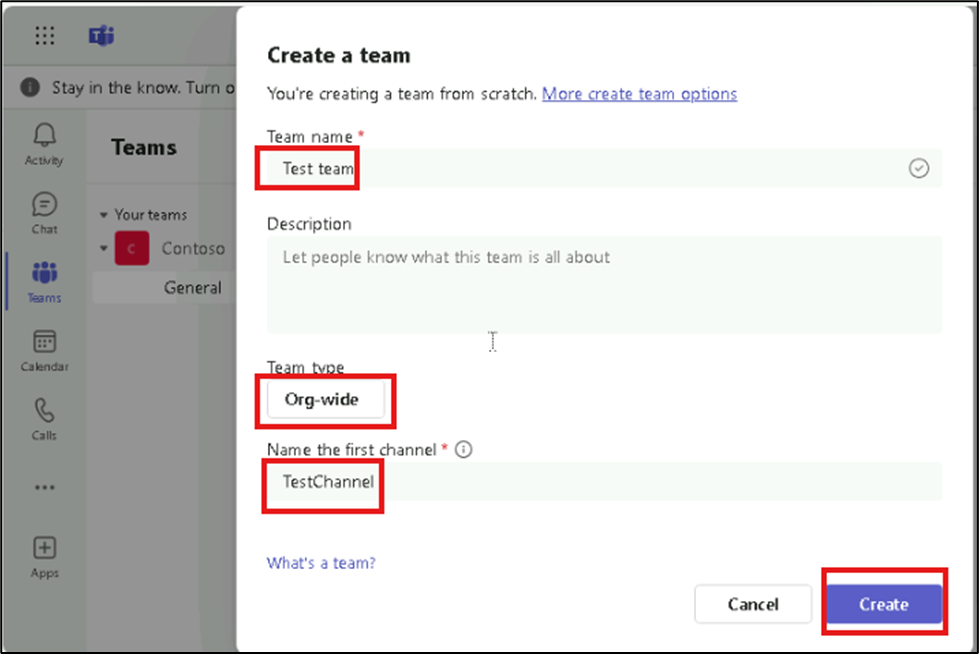 Stay in the know. Turn o
Activity
Chat
Teams
Calendar
Calls
Apps
Teams
Your teams
C
Contoso
General
Create a team
You're creating a team from scratch. More create team options
Team name *
Test team
Description
Let people know what this team is all about
Team type
Org-wide
Name the first channel *
TestChannel
What's a team?
Cancel
Create